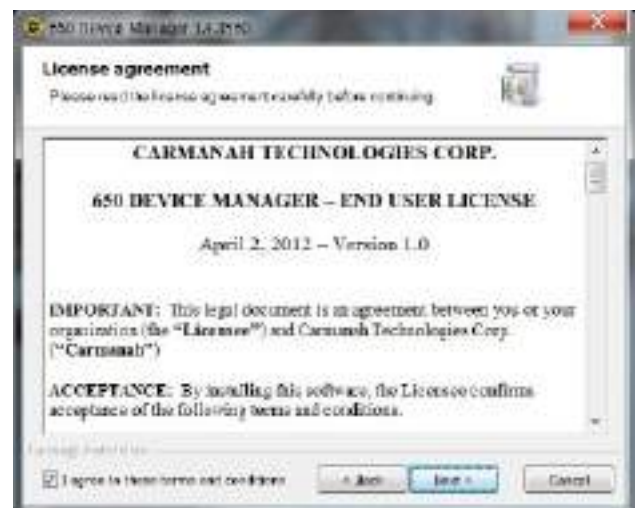 650 Device Manager
License agreement
Please read the license agreement carefully before continuing.
CARMANAH TECHNOLOGIES CORP.
650 DEVICE MANAGER – END USER LICENSE
April 2, 2012 – Version 1.0
IMPORTANT: This legal document is an agreement between you or your
organization (the “Licensee”) and Carmanah Technologies Corp.
(“Carmanah”)
ACCEPTANCE: By installing this software, the Licensee confirms
acceptance of the following terms and conditions.
I agree to these terms and conditions
< Back
Next >
Cancel